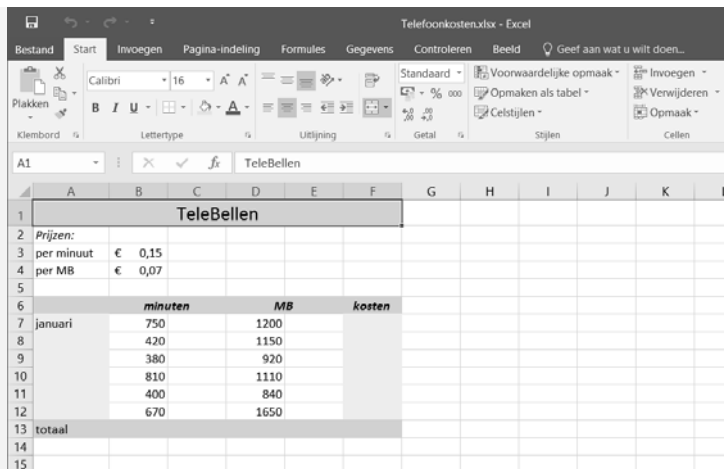 Telefoonkosten.xlsx - Excel
Bestand Start Invoegen Pagina-indeling Formules Gegevens Controleren Beeld Geef aan wat u wilt doen...
Plakken
Calibri 16 A A
B I U A
Standaard
% 000
Voorwaardelijke opmaak
Opmaken als tabel
Celstijlen
Invoegen
Verwijderen
Opmaak
Klembord Lettertype Uitlijning Getal Stijlen Cellen
A1 fx TeleBellen
A B C D E F G H I J K
1 TeleBellen
2 Prijzen:
3 per minuut € 0,15
4 per MB € 0,07
5
6 minuten MB kosten
7 januari 750 1200
8 420 1150
9 380 920
10 810 1110
11 400 840
12 670 1650
13 totaal
14
15